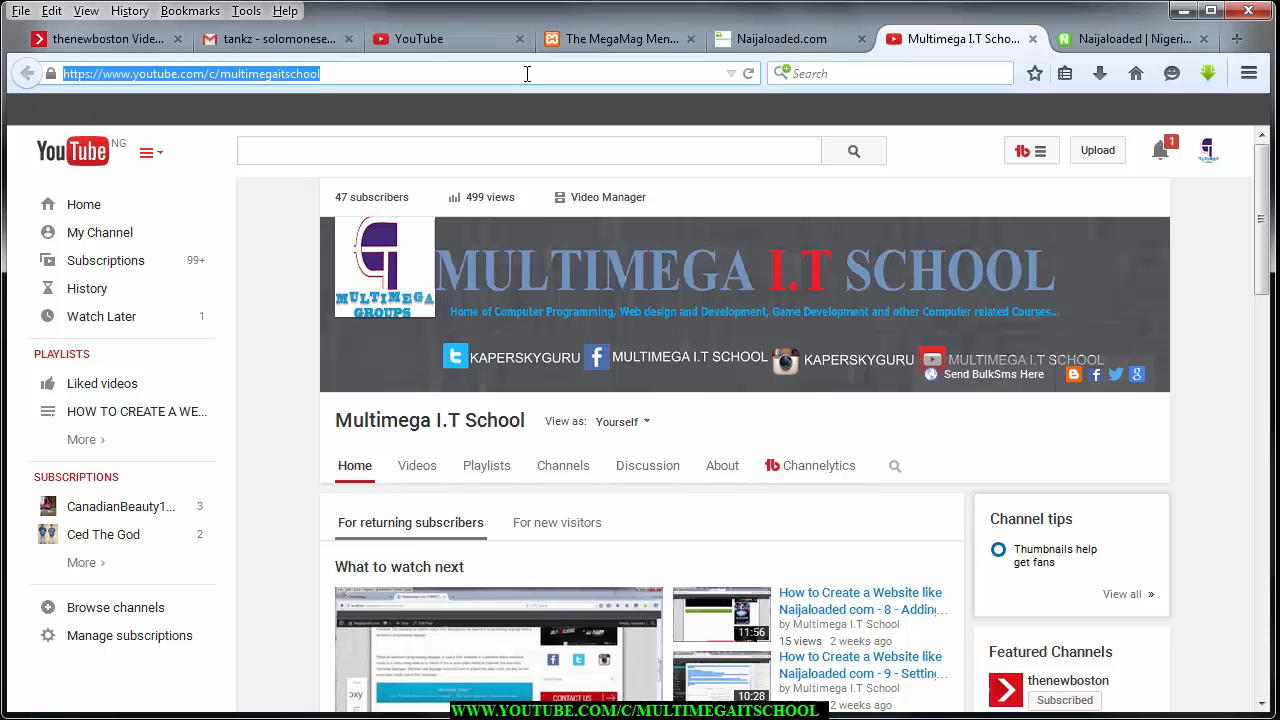 File Edit View History Bookmarks Tools Help
thenewboston Vide...
tankz - solomonese...
YouTube
The MegaMag Men...
Naijaloaded.com
Multimega I.T Scho...
Naijaloaded | Nigeri...
https://www.youtube.com/c/multimegaitschool
Search
YouTube NG
Upload
1
Home
My Channel
Subscriptions 99+
History
Watch Later 1
PLAYLISTS
Liked videos
HOW TO CREATE A WE...
More ›
SUBSCRIPTIONS
CanadianBeauty1... 3
Ced The God 2
More ›
Browse channels
Manage subscriptions
47 subscribers 499 views Video Manager
MULTIMEGA GROUPS
MULTIMEGA I.T SCHOOL
Home of Computer Programming, Web design and Development, Game Development and other Computer related Courses...
KAPERSKYGURU MULTIMEGA I.T SCHOOL KAPERSKYGURU MULTIMEGA I.T SCHOOL
Send BulkSms Here
Multimega I.T School View as: Yourself
Home Videos Playlists Channels Discussion About Channelytics
For returning subscribers For new visitors
What to watch next
How to Create a Website like
Naijaloaded com - 8 - Adding...
by Multimega I.T School
15 views 2 weeks ago
11:56
How to Create a Website like
Naijaloaded com - 9 - Settin...
by Multimega I.T School
2 weeks ago
10:28
CONTACT US
Channel tips
Thumbnails help
get fans
View all »
Featured Channels
thenewboston
Subscribed
WWW.YOUTUBE.COM/C/MULTIMEGAITSCHOOL